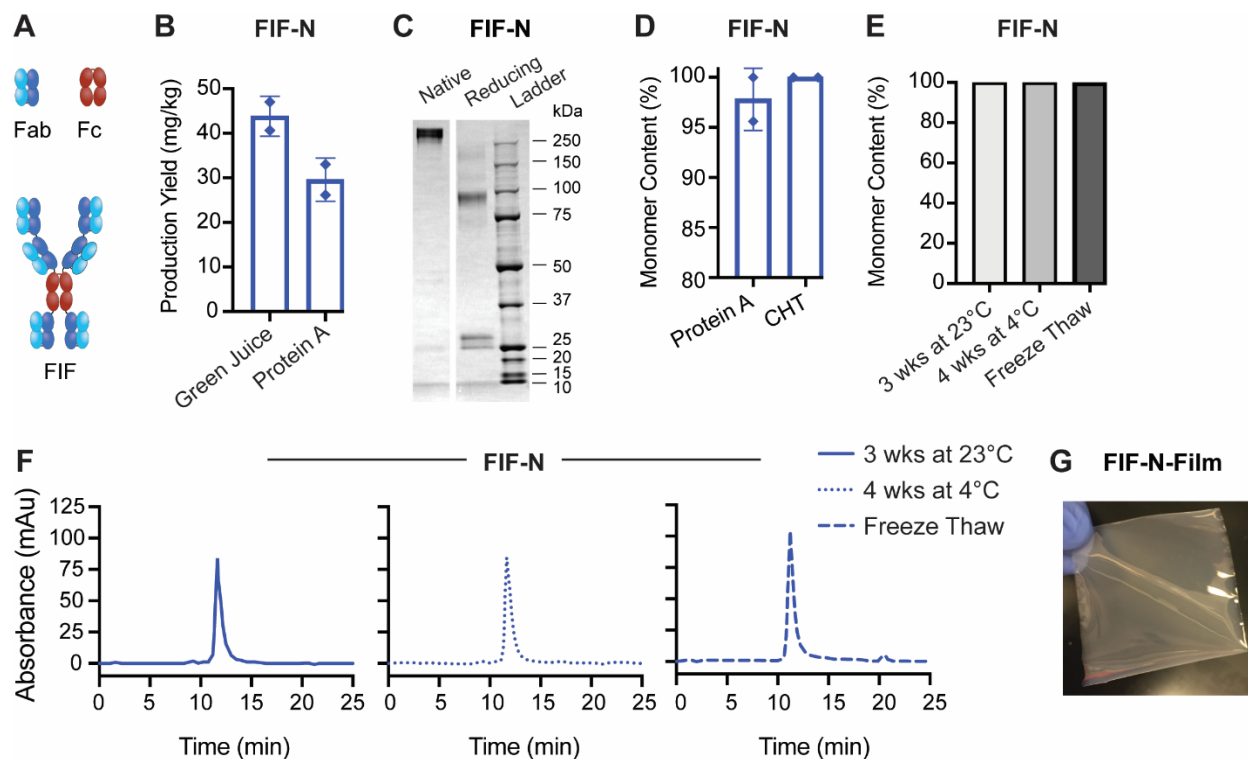 A
Fab Fc
FIF
B FIF-N
Production Yield (mg/kg)
50
40
30
20
10
0
Green Juice
Protein A
C FIF-N
Native
Reducing
Ladder
kDa
250
150
100
75
50
37
25
20
15
10
D FIF-N
Monomer Content (%)
100
95
90
85
80
Protein A
CHT
E FIF-N
Monomer Content (%)
100
80
60
40
20
0
3 wks at 23°C
4 wks at 4°C
Freeze Thaw
F FIF-N
3 wks at 23°C
4 wks at 4°C
Freeze Thaw
Absorbance (mAu)
125
100
75
50
25
0
0 5 10 15 20 25
Time (min)
0 5 10 15 20 25
Time (min)
0 5 10 15 20 25
Time (min)
G FIF-N-Film